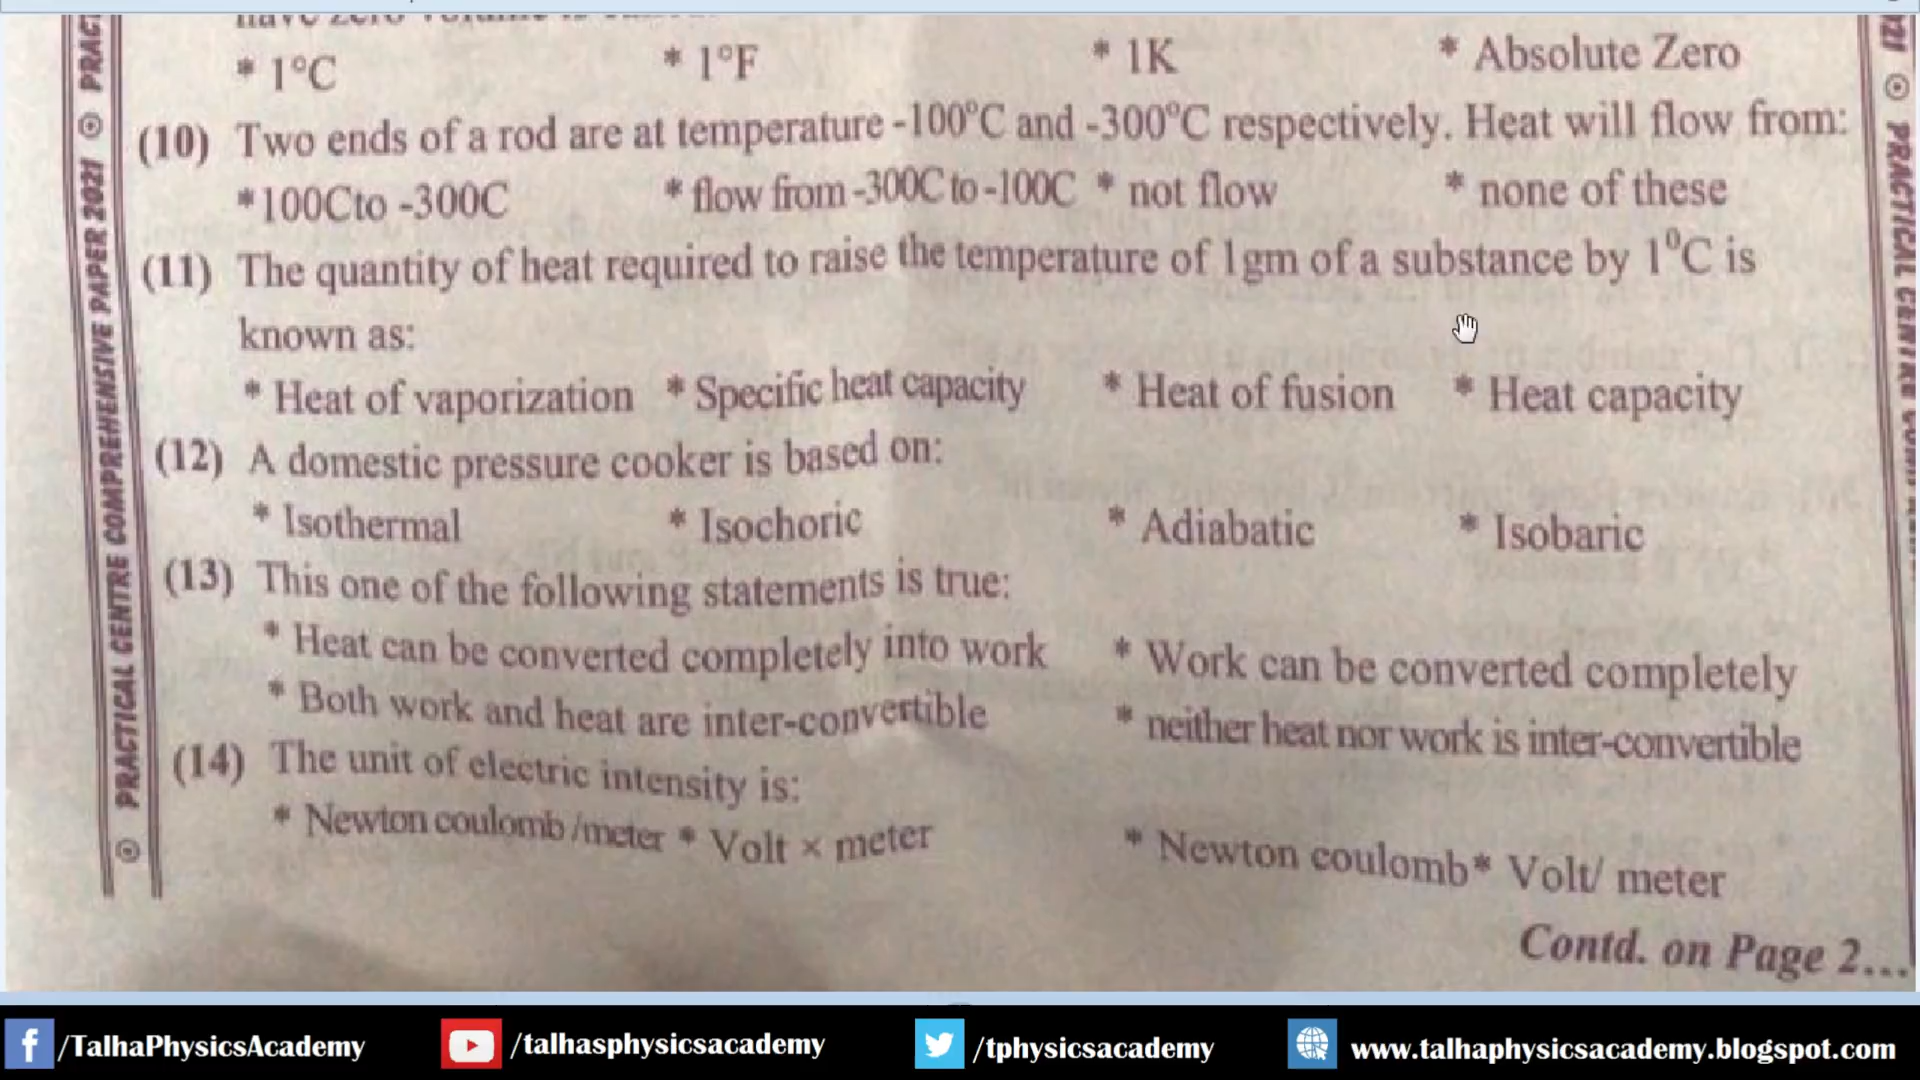 * 1°C * 1°F * 1K * Absolute Zero
(10) Two ends of a rod are at temperature -100°C and -300°C respectively. Heat will flow from:
*100Cto -300C * flow from -300C to -100C * not flow * none of these
(11) The quantity of heat required to raise the temperature of 1gm of a substance by 1⁰C is
known as:
* Heat of vaporization * Specific heat capacity * Heat of fusion * Heat capacity
(12) A domestic pressure cooker is based on:
* Isothermal * Isochoric * Adiabatic * Isobaric
(13) This one of the following statements is true:
* Heat can be converted completely into work * Work can be converted completely
* Both work and heat are inter-convertible * neither heat nor work is inter-convertible
(14) The unit of electric intensity is:
* Newton coulomb /meter * Volt × meter * Newton coulomb* Volt/ meter
Contd. on Page 2...
PRACTICAL CENTRE COMPREHENSIVE PAPER 2021
PRACTICAL CENTRE
/TalhaPhysicsAcademy /talhasphysicsacademy /tphysicsacademy www.talhaphysicsacademy.blogspot.com